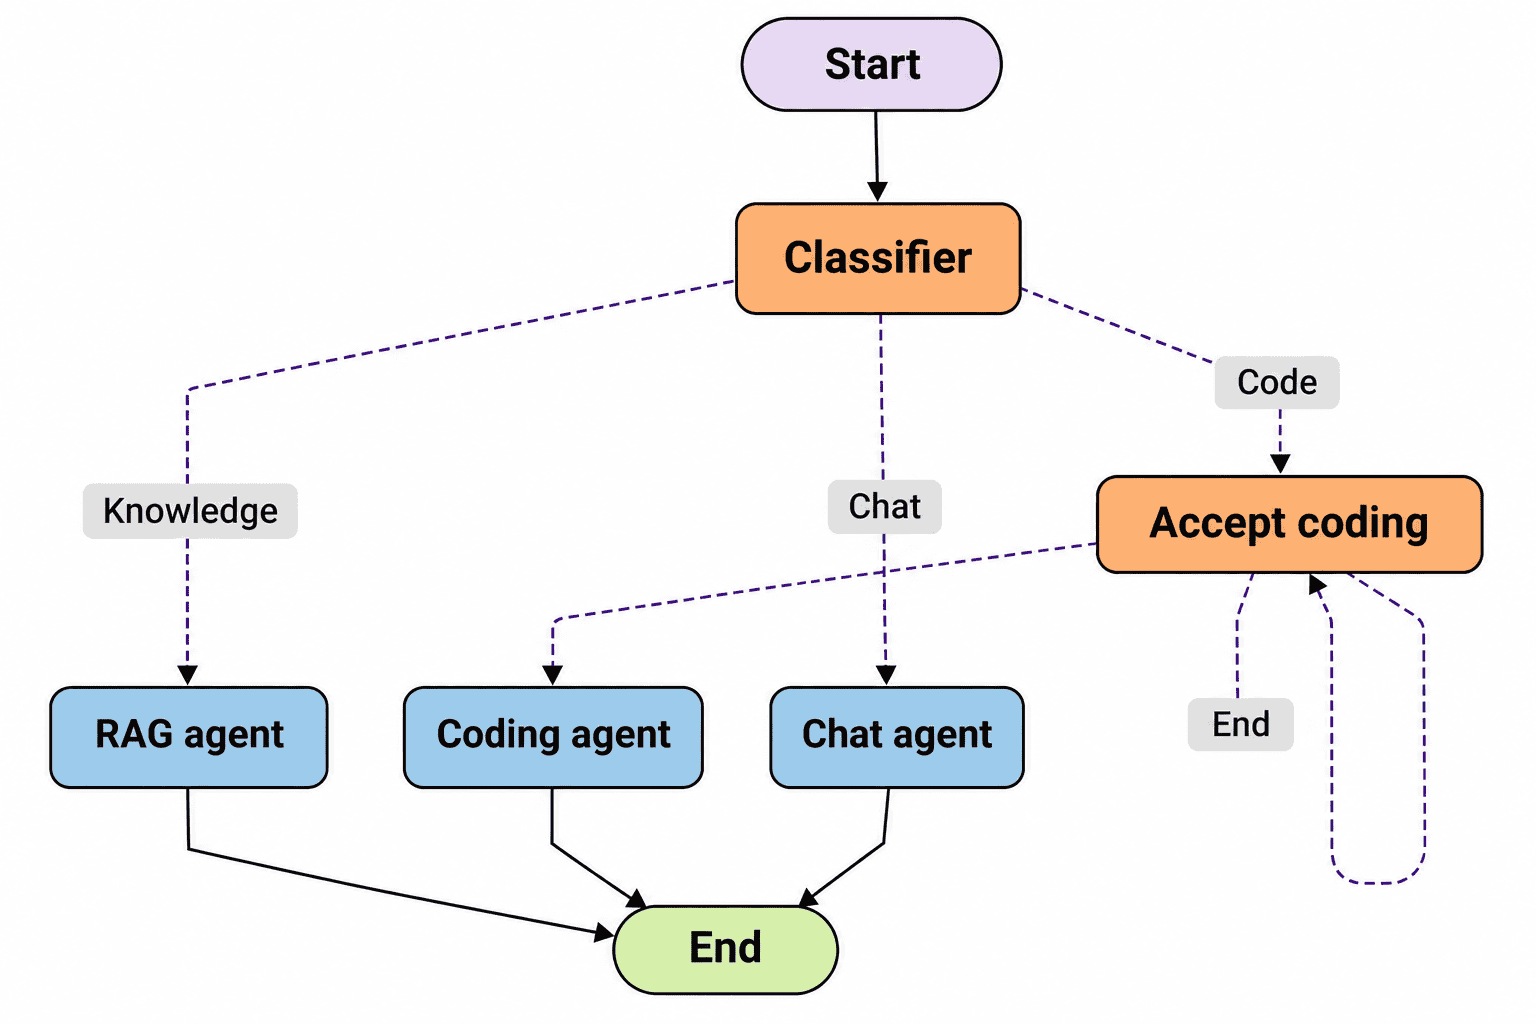 Start
Classifier
Code
Knowledge
Chat
Accept coding
RAG agent
Coding agent
Chat agent
End
End